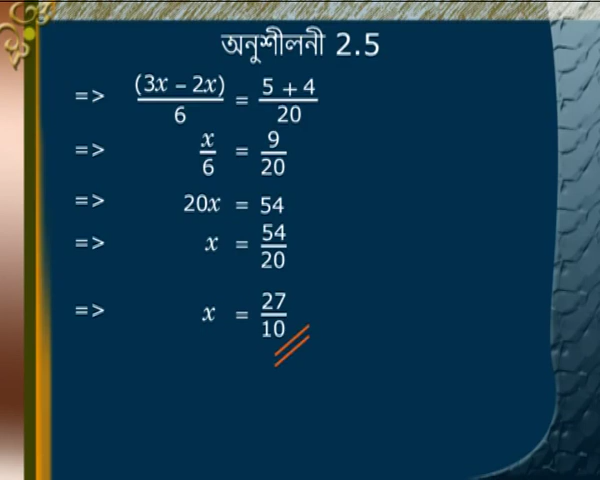 অনুশীলনী 2.5
=> (3x – 2x)/6 = (5 + 4)/20
=> x/6 = 9/20
=> 20x = 54
=> x = 54/20
=> x = 27/10